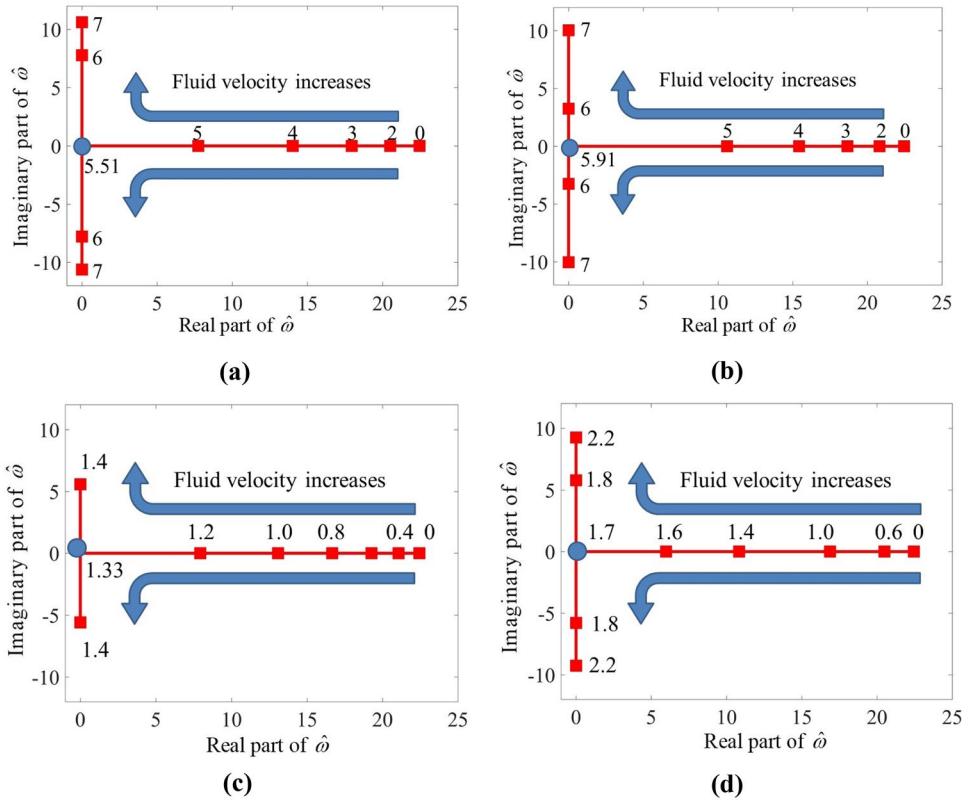 Imaginary part of ω̂
10
5
0
-5
-10
7
6
Fluid velocity increases
5 4 3 2 0
5.51
6
7
0 5 10 15 20 25
Real part of ω̂
(a)
Imaginary part of ω̂
10
5
0
-5
-10
7
6
Fluid velocity increases
5 4 3 2 0
5.91
6
7
0 5 10 15 20 25
Real part of ω̂
(b)
Imaginary part of ω̂
10
5
0
-5
-10
1.4
Fluid velocity increases
1.2 1.0 0.8 0.4 0
1.33
1.4
0 5 10 15 20 25
Real part of ω̂
(c)
Imaginary part of ω̂
10
5
0
-5
-10
2.2
1.8
Fluid velocity increases
1.7 1.6 1.4 1.0 0.6 0
1.8
2.2
0 5 10 15 20 25
Real part of ω̂
(d)